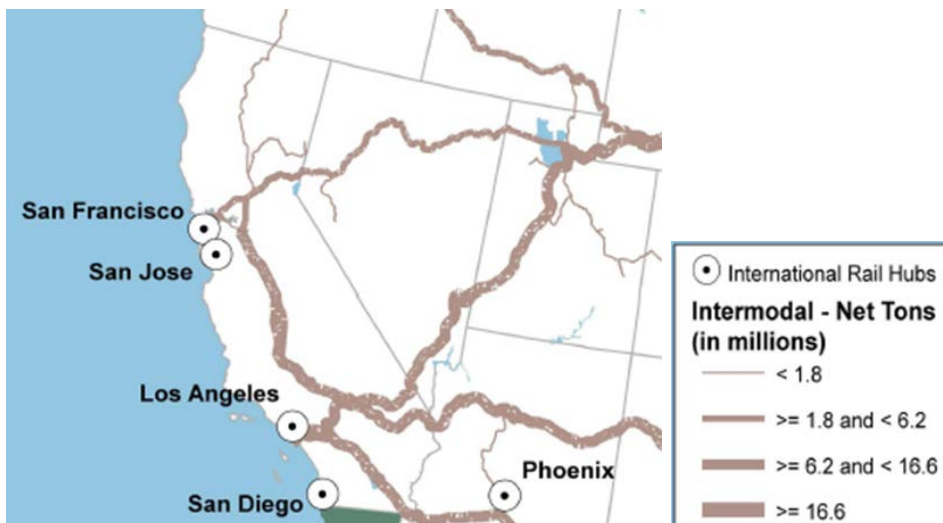 San Francisco
San Jose
Los Angeles
San Diego
Phoenix
International Rail Hubs
Intermodal - Net Tons
(in millions)
< 1.8
>= 1.8 and < 6.2
>= 6.2 and < 16.6
>= 16.6